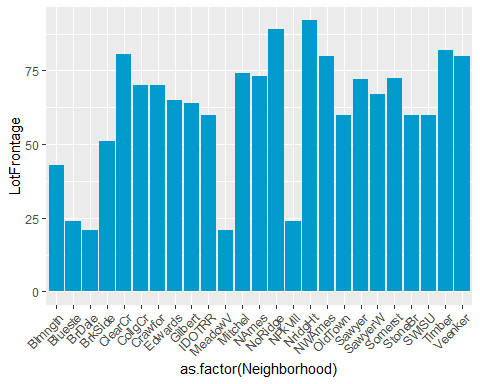 LotFrontage
75
50
25
0
Blmngtn
Blueste
BrDale
BrkSide
ClearCr
CollgCr
Crawfor
Edwards
Gilbert
IDOTRR
MeadowV
Mitchel
NAmes
NoRidge
NPkVill
NridgHt
NWAmes
OldTown
Sawyer
SawyerW
Somerst
StoneBr
SWISU
Timber
Veenker
as.factor(Neighborhood)